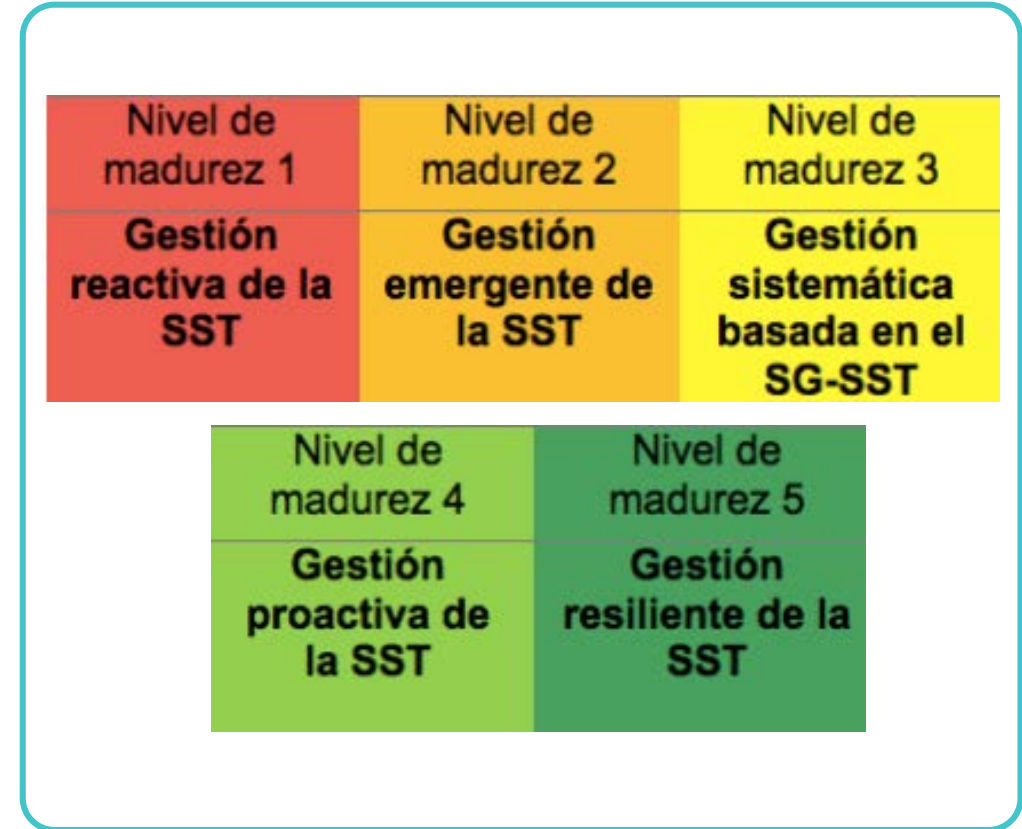 Nivel de
madurez 1
Nivel de
madurez 2
Nivel de
madurez 3
Gestión
reactiva de la
SST
Gestión
emergente de
la SST
Gestión
sistemática
basada en el
SG-SST
Nivel de
madurez 4
Nivel de
madurez 5
Gestión
proactiva de
la SST
Gestión
resiliente de la
SST